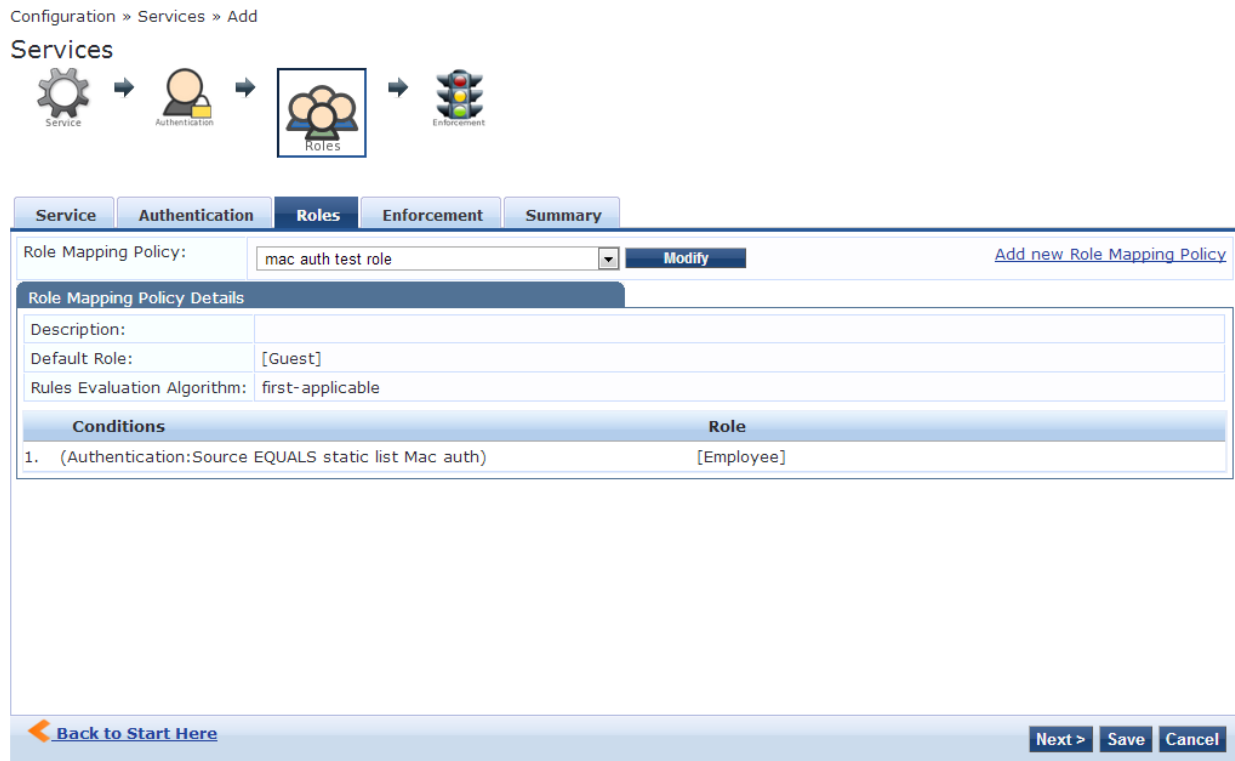 Configuration » Services » Add
Services
Service
Authentication
Roles
Enforcement
Service Authentication Roles Enforcement Summary
Role Mapping Policy: mac auth test role Modify Add new Role Mapping Policy
Role Mapping Policy Details
Description:
Default Role: [Guest]
Rules Evaluation Algorithm: first-applicable
Conditions Role
1. (Authentication:Source EQUALS static list Mac auth) [Employee]
Back to Start Here Next > Save Cancel